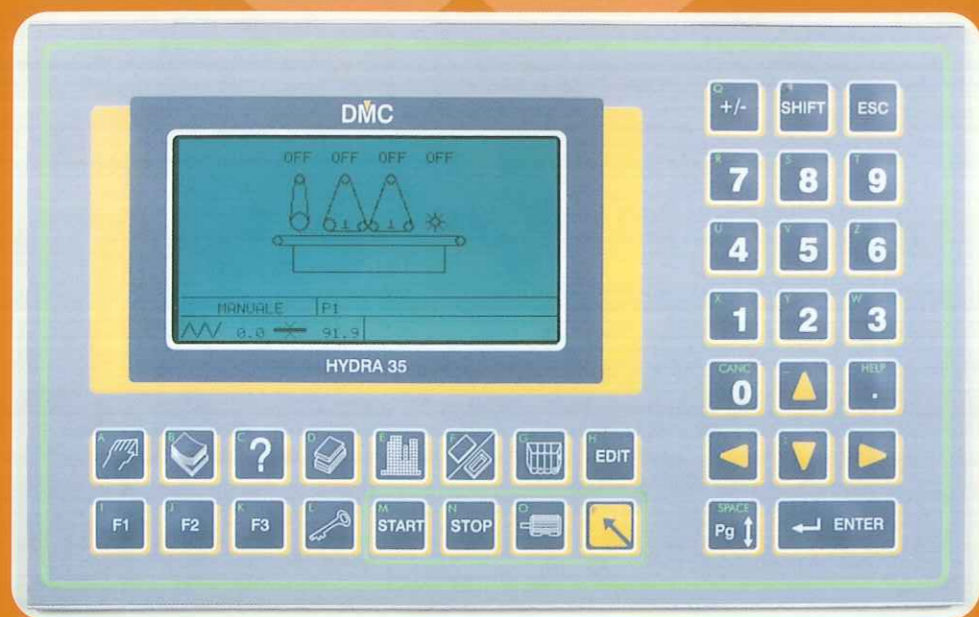 DMC
OFF OFF OFF OFF
MANUALE P1
0.0 91.9
HYDRA 35
Q +/- SHIFT ESC
R 7 S 8 T 9
U 4 V 5 Z 6
X 1 Y 2 W 3
CANC 0 HELP .
A B C ? D E F G H EDIT
I F1 J F2 K F3 L M START N STOP O P
SPACE Pg ENTER